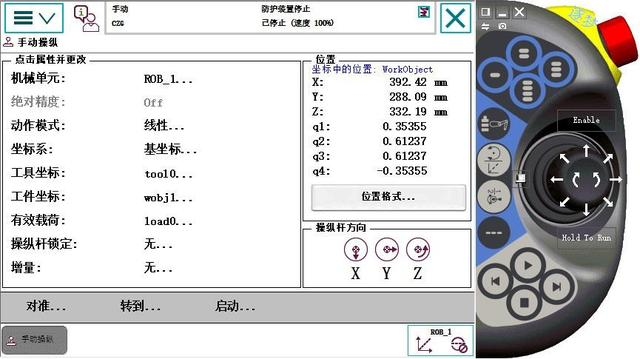 手动
CZG
防护装置停止
已停止 (速度 100%)
手动操纵
点击属性并更改
机械单元: ROB_1...
绝对精度: Off
动作模式: 线性...
坐标系: 基坐标...
工具坐标: tool0...
工件坐标: wobj1...
有效载荷: load0...
操纵杆锁定: 无...
增量: 无...
位置
坐标中的位置: WorkObject
X: 392.42 mm
Y: 288.09 mm
Z: 332.19 mm
q1: 0.35355
q2: 0.61237
q3: 0.61237
q4: -0.35355
位置格式...
操纵杆方向
X Y Z
对准... 转到... 启动...
手动操纵
ROB_1
Enable
Hold To Run